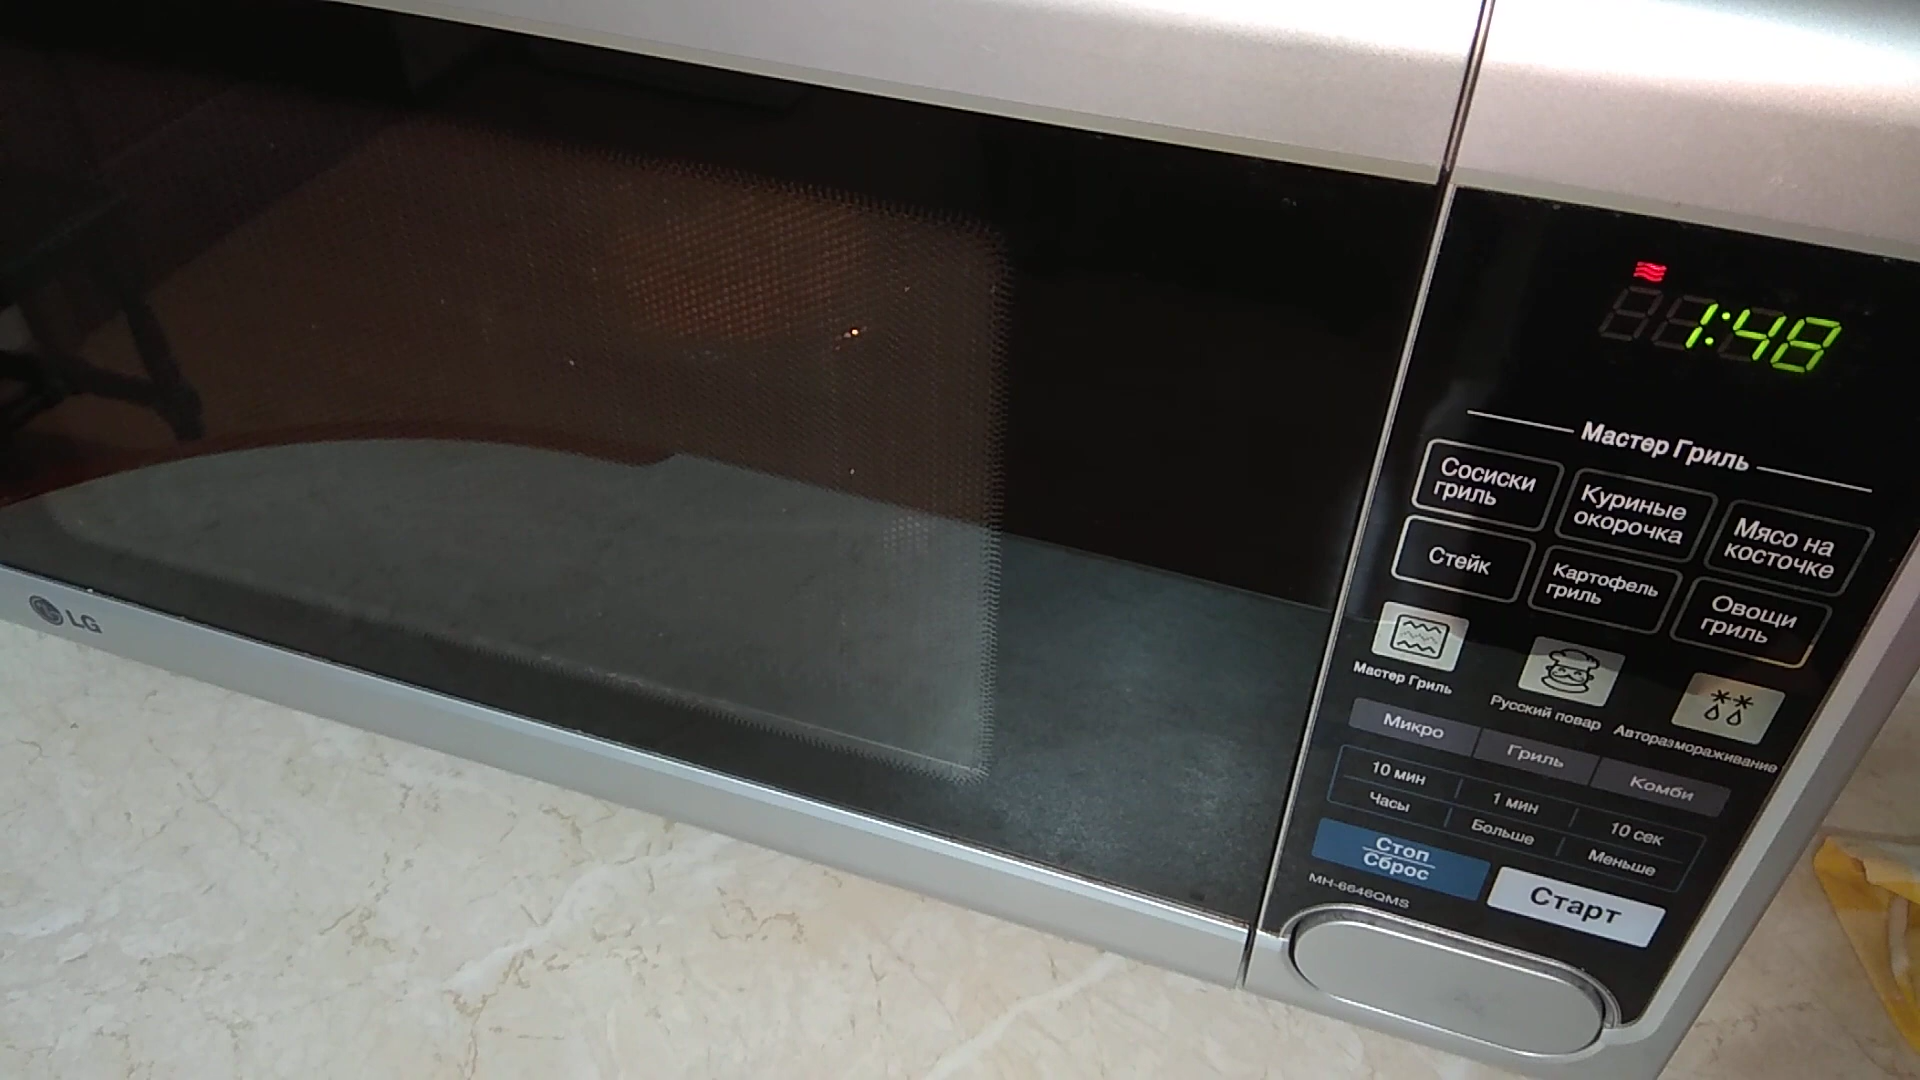 1:48
Мастер Гриль
Сосиски
гриль
Куриные
окорочка
Мясо на
косточке
Стейк
Картофель
гриль
Овощи
гриль
Мастер Гриль
Русский повар
Авторазмораживание
Микро
Гриль
Комби
10 мин
1 мин
10 сек
Часы
Больше
Меньше
Стоп
Сброс
Старт
MH-6646QMS
LG